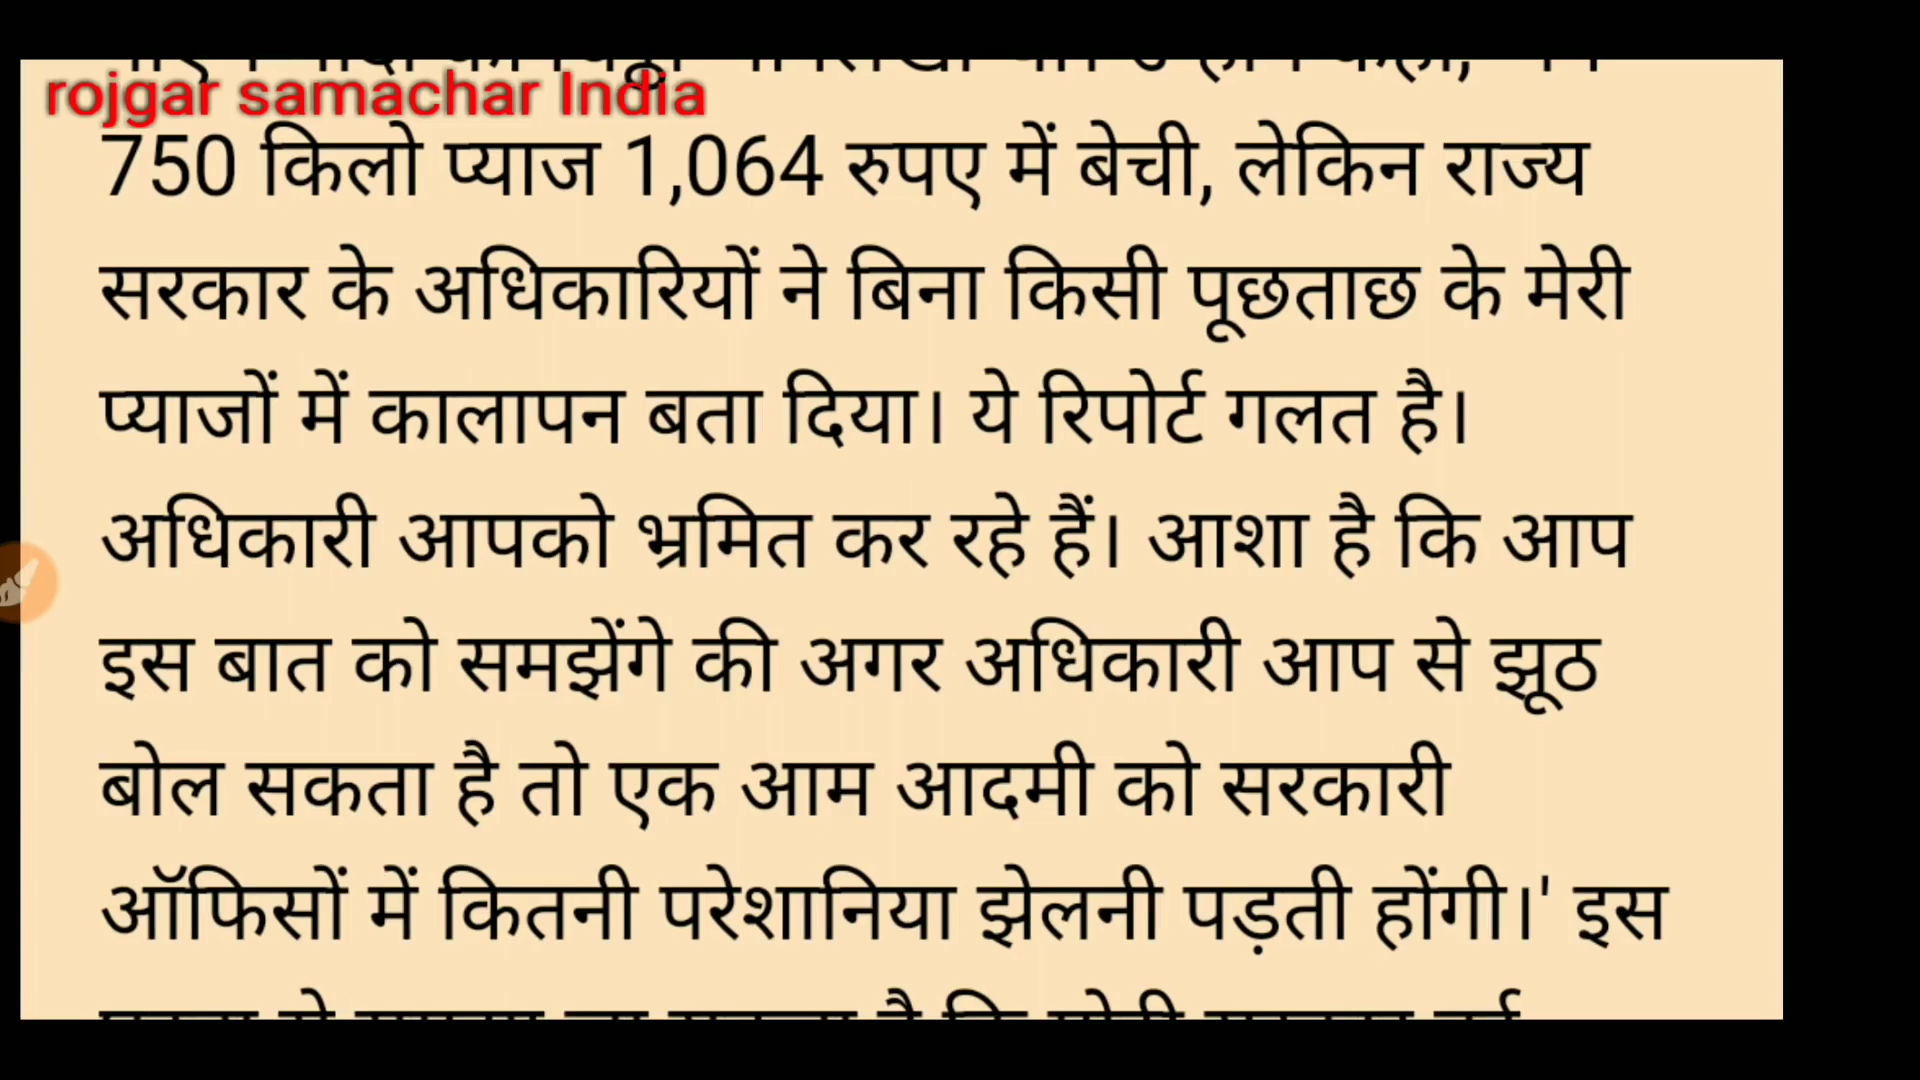 rojgar samachar India
750 किलो प्याज 1,064 रुपए में बेची, लेकिन राज्य
सरकार के अधिकारियों ने बिना किसी पूछताछ के मेरी
प्याजों में कालापन बता दिया। ये रिपोर्ट गलत है।
अधिकारी आपको भ्रमित कर रहे हैं। आशा है कि आप
इस बात को समझेंगे की अगर अधिकारी आप से झूठ
बोल सकता है तो एक आम आदमी को सरकारी
ऑफिसों में कितनी परेशानिया झेलनी पड़ती होंगी।' इस